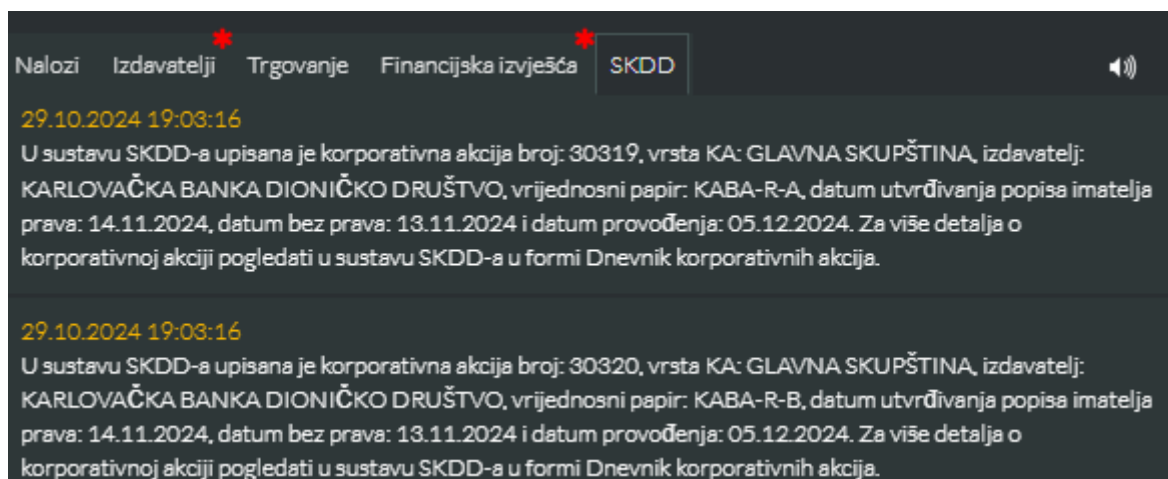 Nalozi Izdavatelji Trgovanje Financijska izvješća SKDD
29.10.2024 19:03:16
U sustavu SKDD-a upisana je korporativna akcija broj: 30319, vrsta KA: GLAVNA SKUPŠTINA, izdavatelj:
KARLOVAČKA BANKA DIONIČKO DRUŠTVO, vrijednosni papir: KABA-R-A, datum utvrđivanja popisa imatelja
prava: 14.11.2024, datum bez prava: 13.11.2024 i datum provođenja: 05.12.2024. Za više detalja o
korporativnoj akciji pogledati u sustavu SKDD-a u formi Dnevnik korporativnih akcija.
29.10.2024 19:03:16
U sustavu SKDD-a upisana je korporativna akcija broj: 30320, vrsta KA: GLAVNA SKUPŠTINA, izdavatelj:
KARLOVAČKA BANKA DIONIČKO DRUŠTVO, vrijednosni papir: KABA-R-B, datum utvrđivanja popisa imatelja
prava: 14.11.2024, datum bez prava: 13.11.2024 i datum provođenja: 05.12.2024. Za više detalja o
korporativnoj akciji pogledati u sustavu SKDD-a u formi Dnevnik korporativnih akcija.